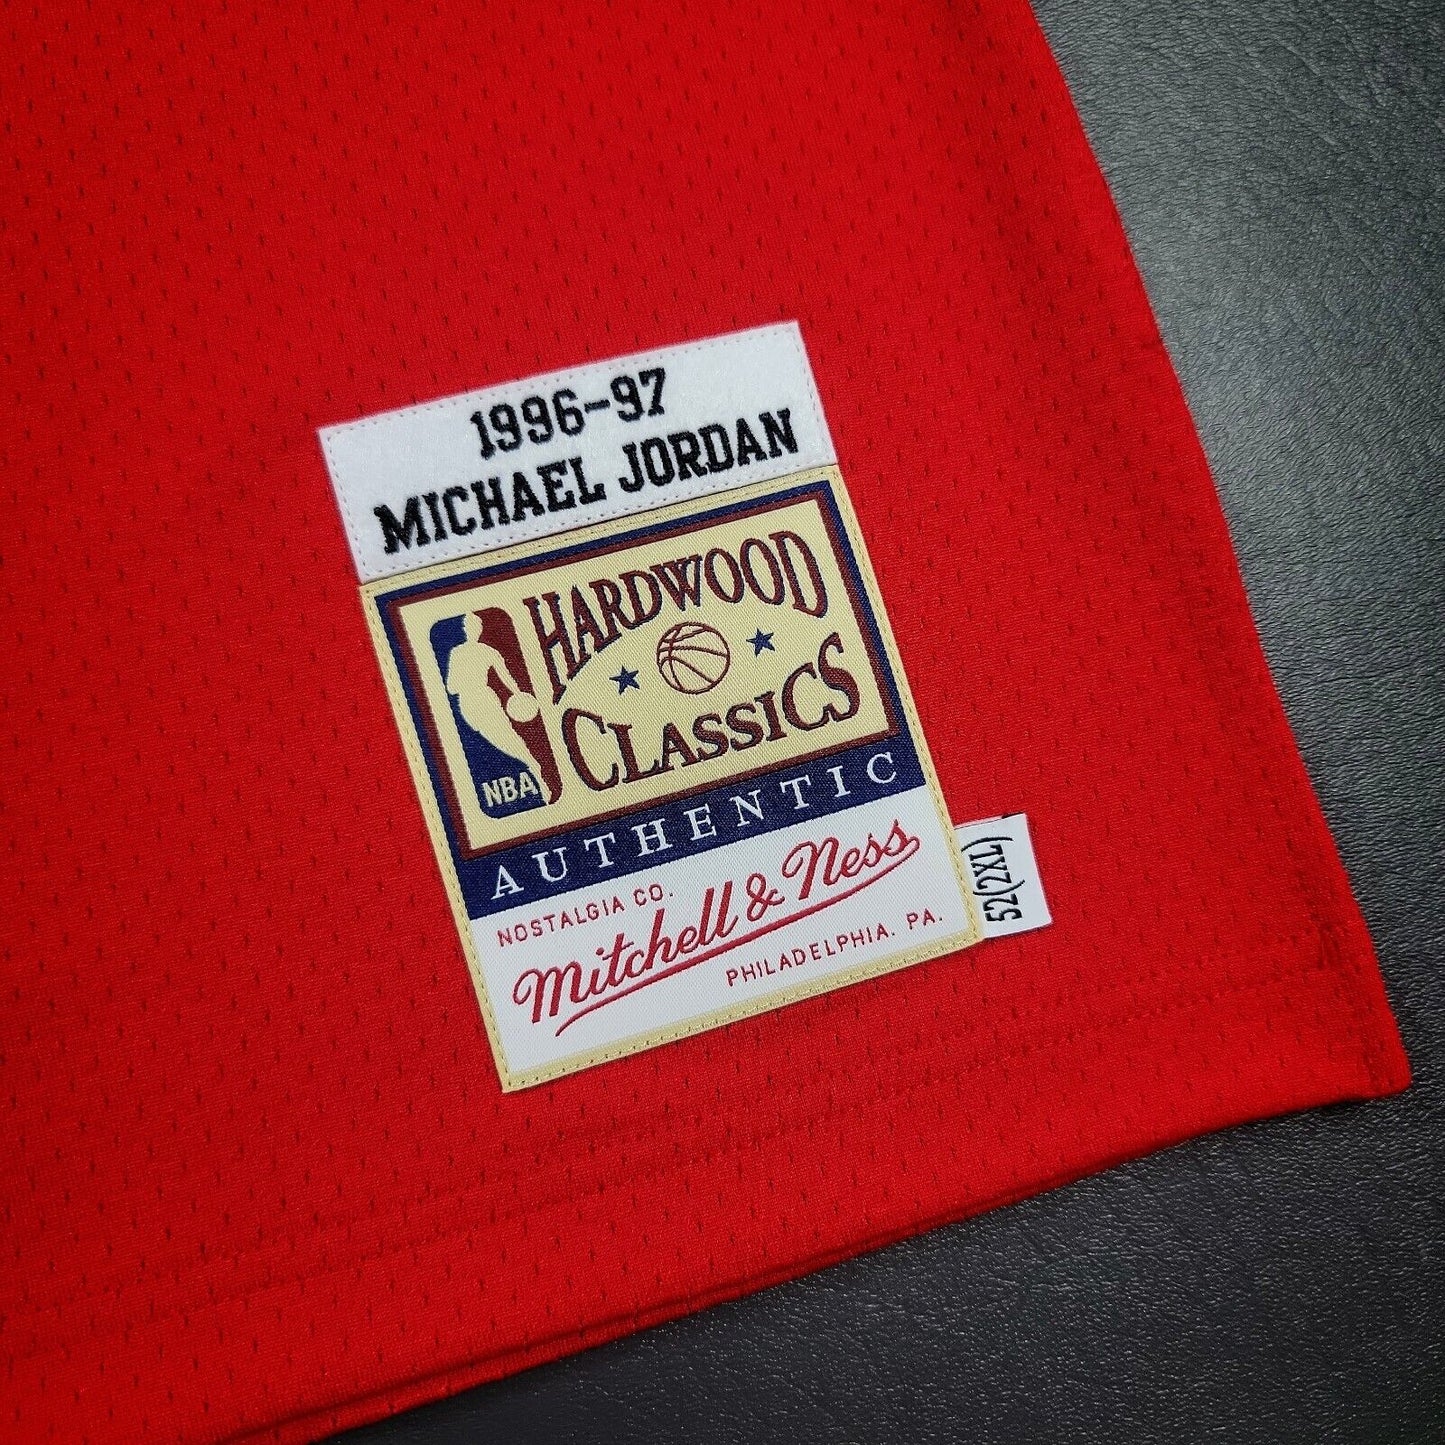 1996-97
MICHAEL JORDAN
HARDWOOD
CLASSICS
NBA
AUTHENTIC
NOSTALGIA CO.
Mitchell & Ness
PHILADELPHIA, PA.
52(2XL)